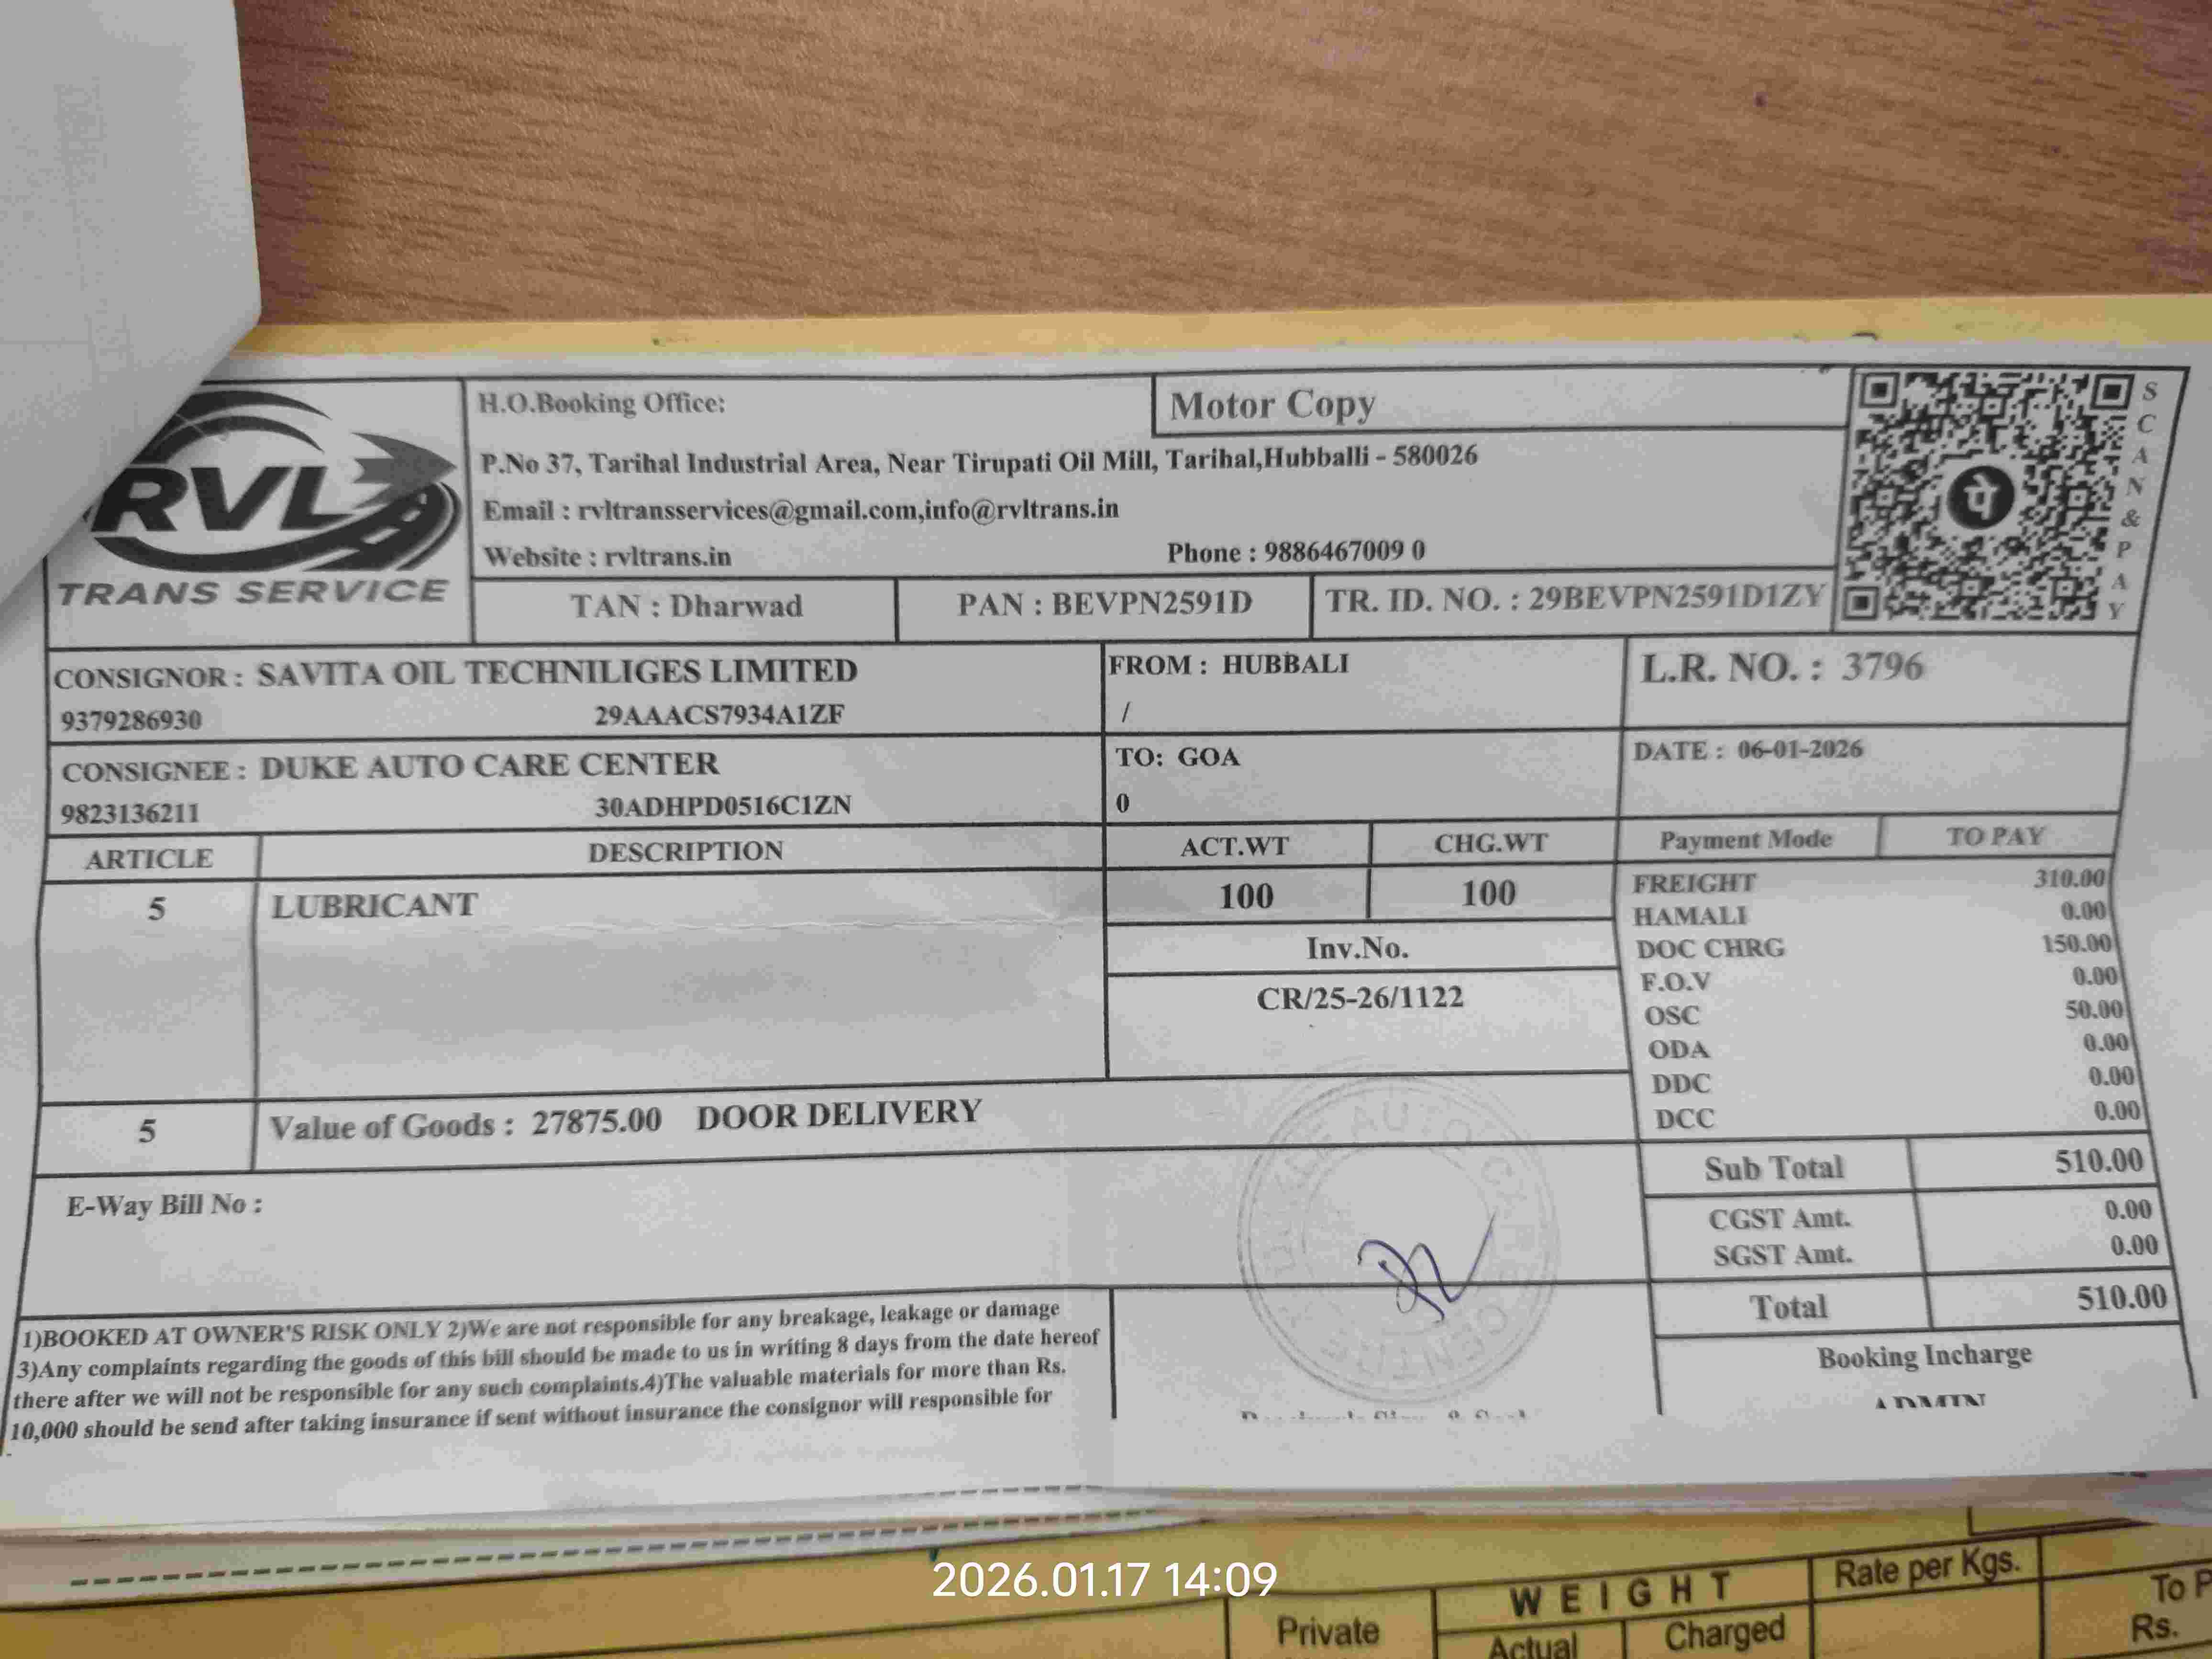 RVL
TRANS SERVICE
H.O.Booking Office:
Motor Copy
P.No 37, Tarihal Industrial Area, Near Tirupati Oil Mill, Tarihal,Hubballi - 580026
Email : rvltransservices@gmail.com,info@rvltrans.in
Website : rvltrans.in Phone : 9886467009 0
TAN : Dharwad PAN : BEVPN2591D TR. ID. NO. : 29BEVPN2591D1ZY
पे
SCAN & PAY
CONSIGNOR : SAVITA OIL TECHNILIGES LIMITED
9379286930 29AAACS7934A1ZF
FROM : HUBBALI
/
L.R. NO. : 3796
CONSIGNEE : DUKE AUTO CARE CENTER
9823136211 30ADHPD0516C1ZN
TO: GOA
0
DATE : 06-01-2026
ARTICLE DESCRIPTION ACT.WT CHG.WT Payment Mode TO PAY
5 LUBRICANT 100 100
Inv.No.
CR/25-26/1122
FREIGHT 310.00
HAMALI 0.00
DOC CHRG 150.00
F.O.V 0.00
OSC 50.00
ODA 0.00
DDC 0.00
DCC 0.00
5 Value of Goods : 27875.00 DOOR DELIVERY
Sub Total 510.00
E-Way Bill No :
CGST Amt. 0.00
SGST Amt. 0.00
Total 510.00
AUTO CARE CENTER
1)BOOKED AT OWNER'S RISK ONLY 2)We are not responsible for any breakage, leakage or damage
3)Any complaints regarding the goods of this bill should be made to us in writing 8 days from the date hereof
there after we will not be responsible for any such complaints.4)The valuable materials for more than Rs.
10,000 should be send after taking insurance if sent without insurance the consignor will responsible for
Booking Incharge
ADMIN
2026.01.17 14:09
Private
WEIGHT
Actual Charged
Rate per Kgs.
To P
Rs.